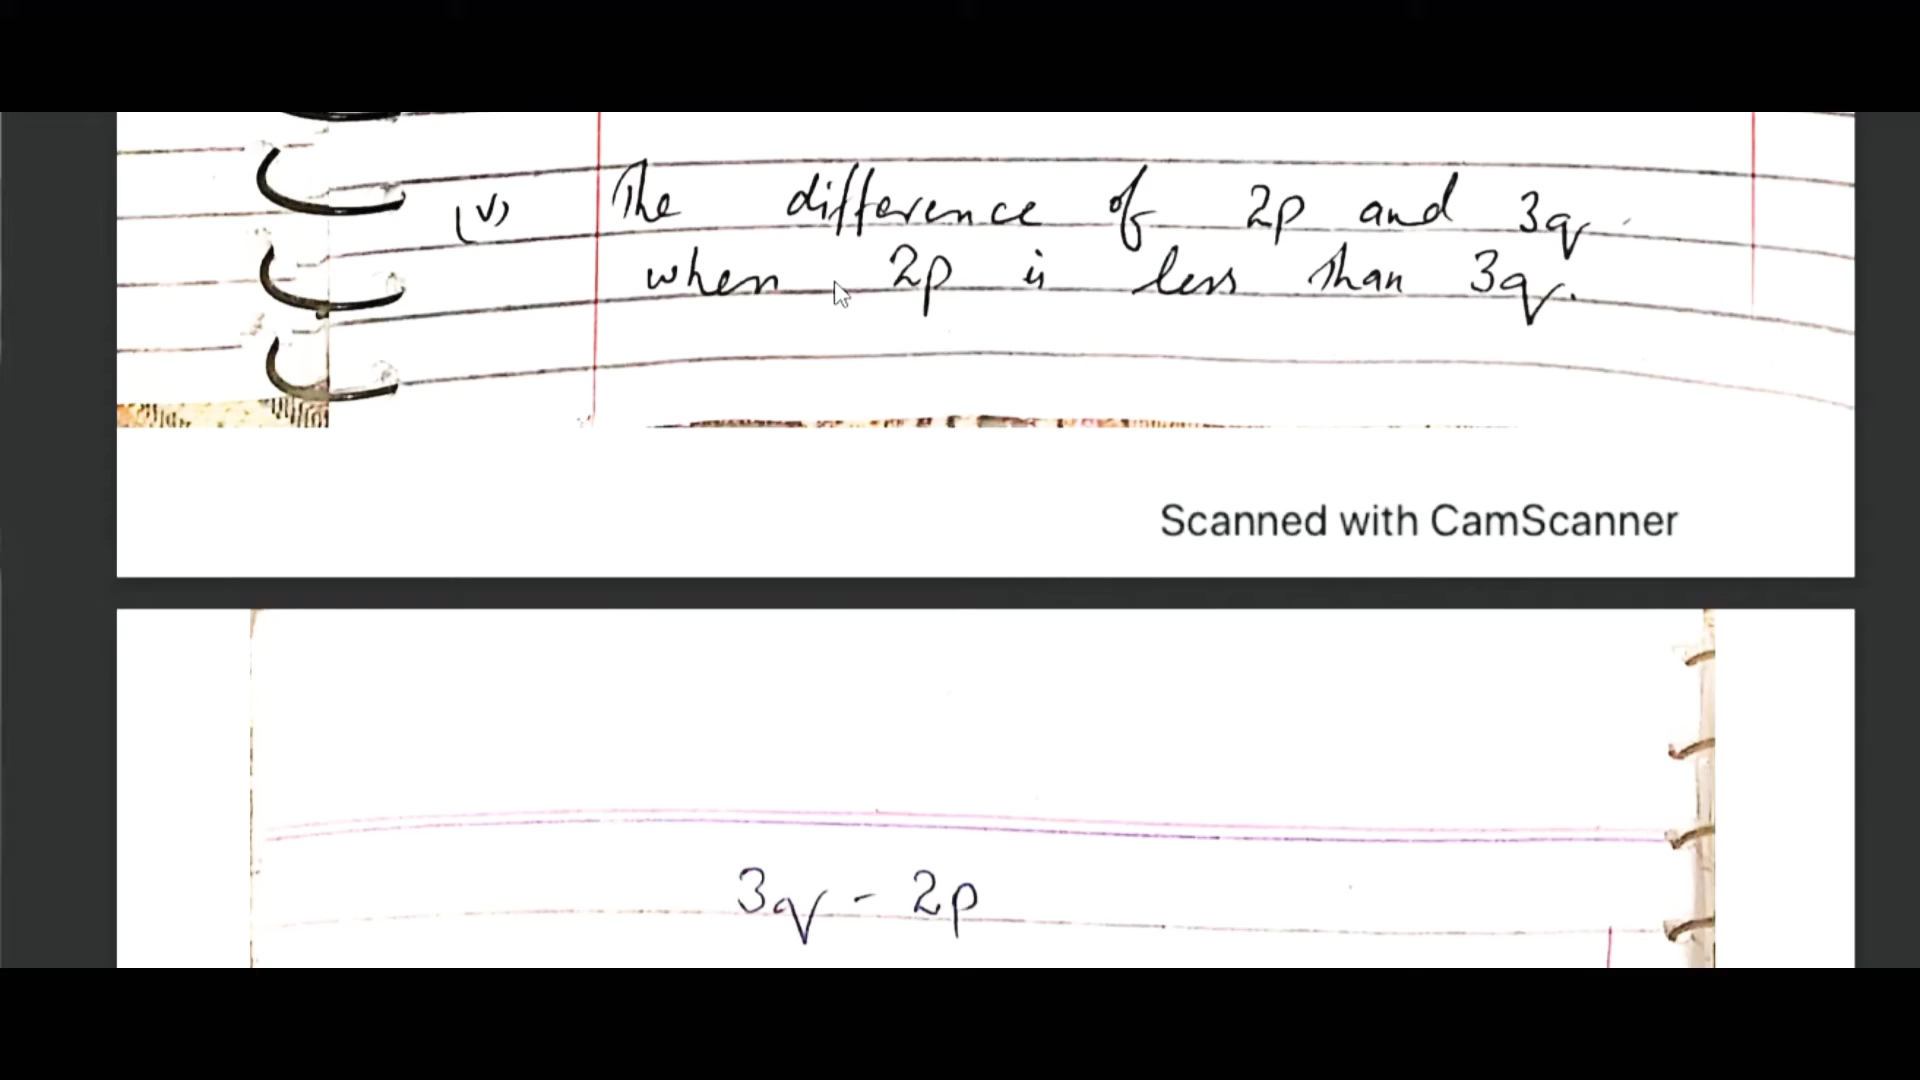 (v) The difference of 2p and 3q
when 2p is less than 3q.
Scanned with CamScanner
3q - 2p